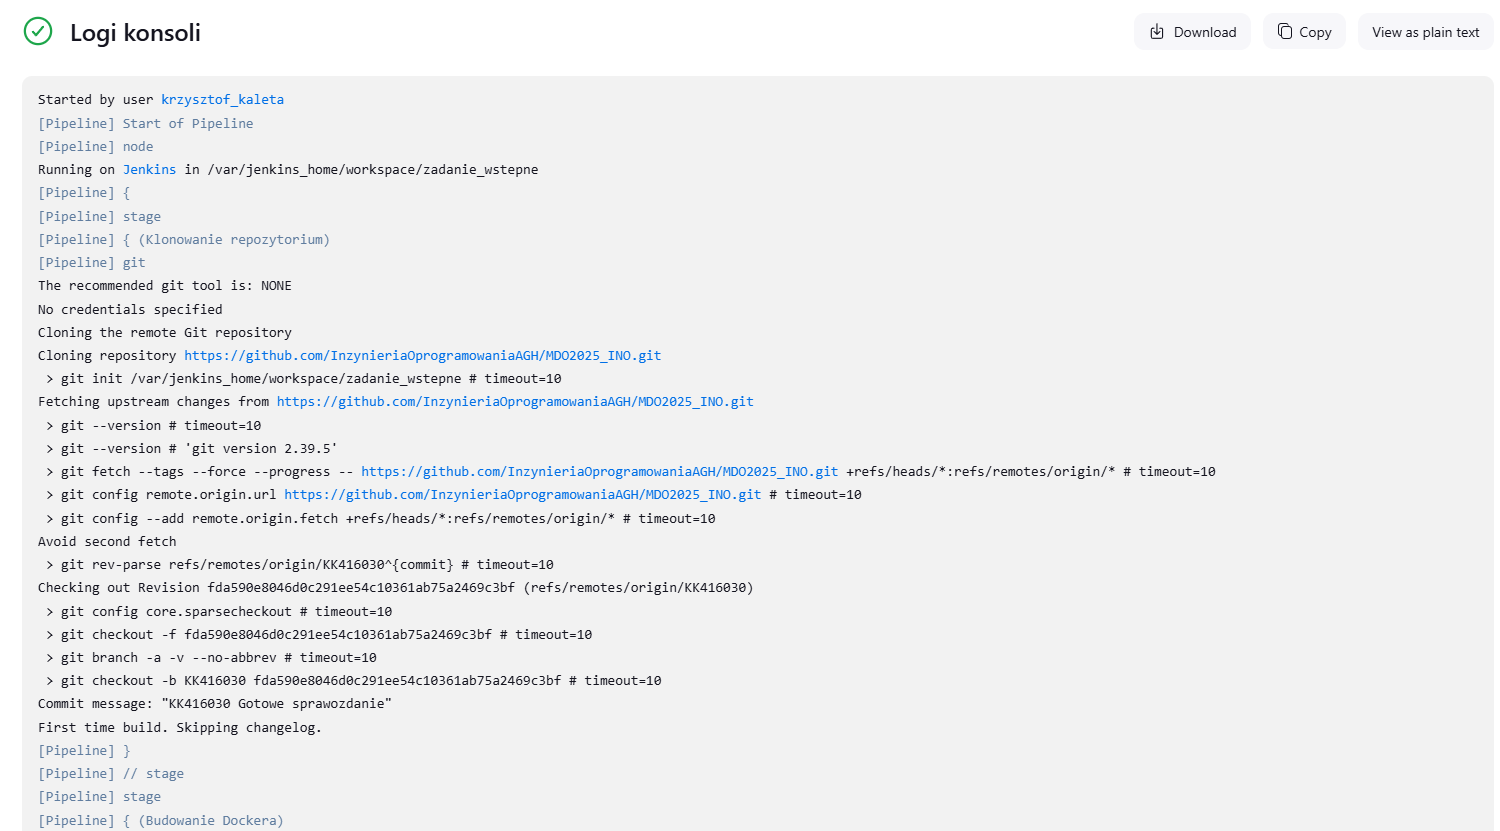 Logi konsoli
Download
Copy
View as plain text
Started by user krzysztof_kaleta
[Pipeline] Start of Pipeline
[Pipeline] node
Running on Jenkins in /var/jenkins_home/workspace/zadanie_wstepne
[Pipeline] {
[Pipeline] stage
[Pipeline] { (Klonowanie repozytorium)
[Pipeline] git
The recommended git tool is: NONE
No credentials specified
Cloning the remote Git repository
Cloning repository https://github.com/InzynieriaOprogramowaniaAGH/MDO2025_INO.git
> git init /var/jenkins_home/workspace/zadanie_wstepne # timeout=10
Fetching upstream changes from https://github.com/InzynieriaOprogramowaniaAGH/MDO2025_INO.git
> git --version # timeout=10
> git --version # 'git version 2.39.5'
> git fetch --tags --force --progress -- https://github.com/InzynieriaOprogramowaniaAGH/MDO2025_INO.git +refs/heads/*:refs/remotes/origin/* # timeout=10
> git config remote.origin.url https://github.com/InzynieriaOprogramowaniaAGH/MDO2025_INO.git # timeout=10
> git config --add remote.origin.fetch +refs/heads/*:refs/remotes/origin/* # timeout=10
Avoid second fetch
> git rev-parse refs/remotes/origin/KK416030^{commit} # timeout=10
Checking out Revision fda590e8046d0c291ee54c10361ab75a2469c3bf (refs/remotes/origin/KK416030)
> git config core.sparsecheckout # timeout=10
> git checkout -f fda590e8046d0c291ee54c10361ab75a2469c3bf # timeout=10
> git branch -a -v --no-abbrev # timeout=10
> git checkout -b KK416030 fda590e8046d0c291ee54c10361ab75a2469c3bf # timeout=10
Commit message: "KK416030 Gotowe sprawozdanie"
First time build. Skipping changelog.
[Pipeline] }
[Pipeline] // stage
[Pipeline] stage
[Pipeline] { (Budowanie Dockera)